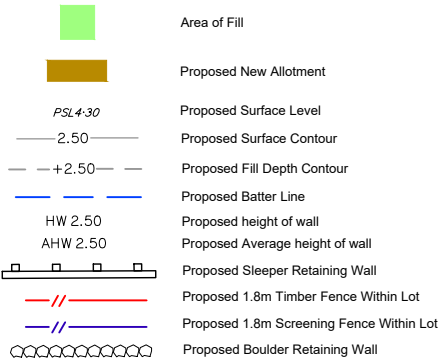 Area of Fill
Proposed New Allotment
PSL4·30 Proposed Surface Level
2.50 Proposed Surface Contour
+2.50 Proposed Fill Depth Contour
Proposed Batter Line
HW 2.50 Proposed height of wall
AHW 2.50 Proposed Average height of wall
Proposed Sleeper Retaining Wall
Proposed 1.8m Timber Fence Within Lot
Proposed 1.8m Screening Fence Within Lot
Proposed Boulder Retaining Wall